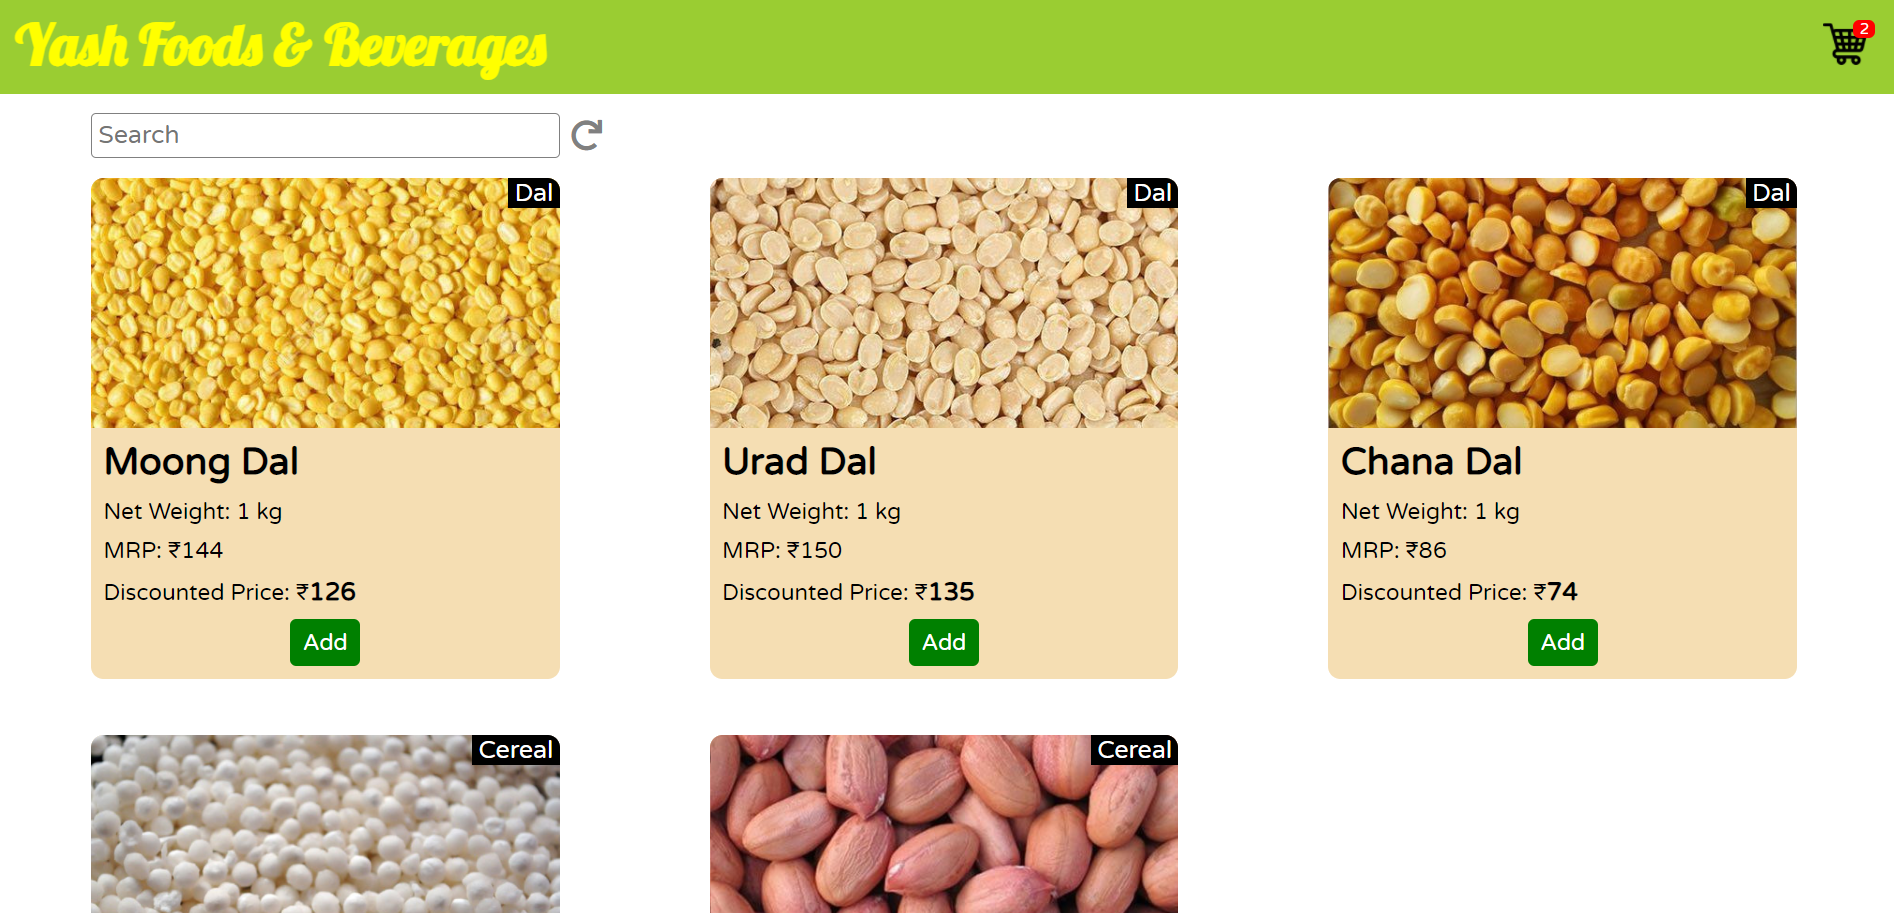 Yash Foods & Beverages
2
Search
Dal
Dal
Dal
Moong Dal
Net Weight: 1 kg
MRP: ₹144
Discounted Price: ₹126
Add
Urad Dal
Net Weight: 1 kg
MRP: ₹150
Discounted Price: ₹135
Add
Chana Dal
Net Weight: 1 kg
MRP: ₹86
Discounted Price: ₹74
Add
Cereal
Cereal